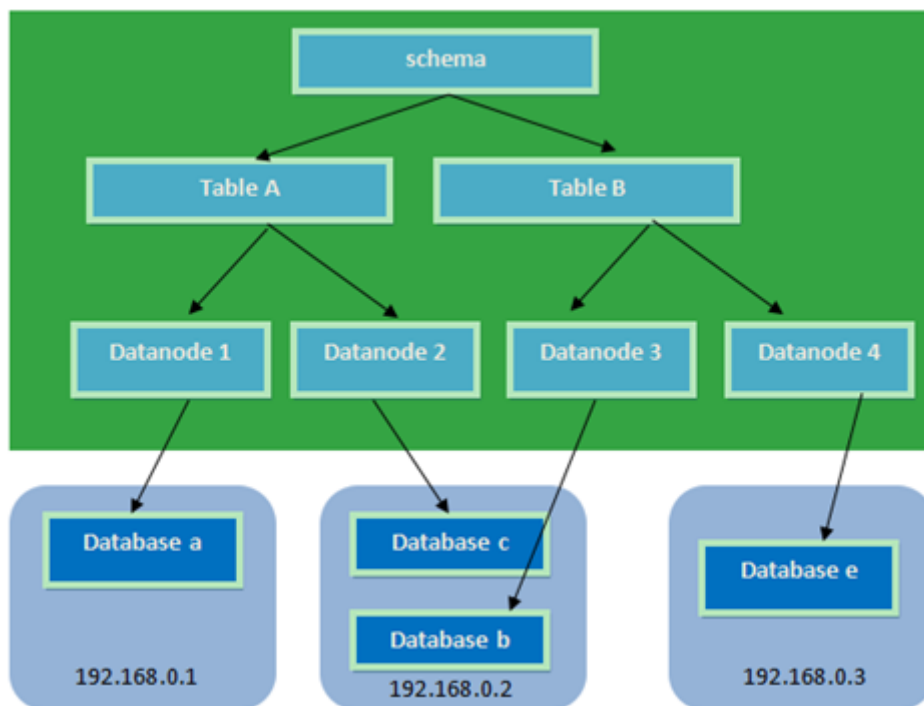 schema
Table A
Table B
Datanode 1
Datanode 2
Datanode 3
Datanode 4
Database a
Database c
Database e
Database b
192.168.0.1
192.168.0.2
192.168.0.3